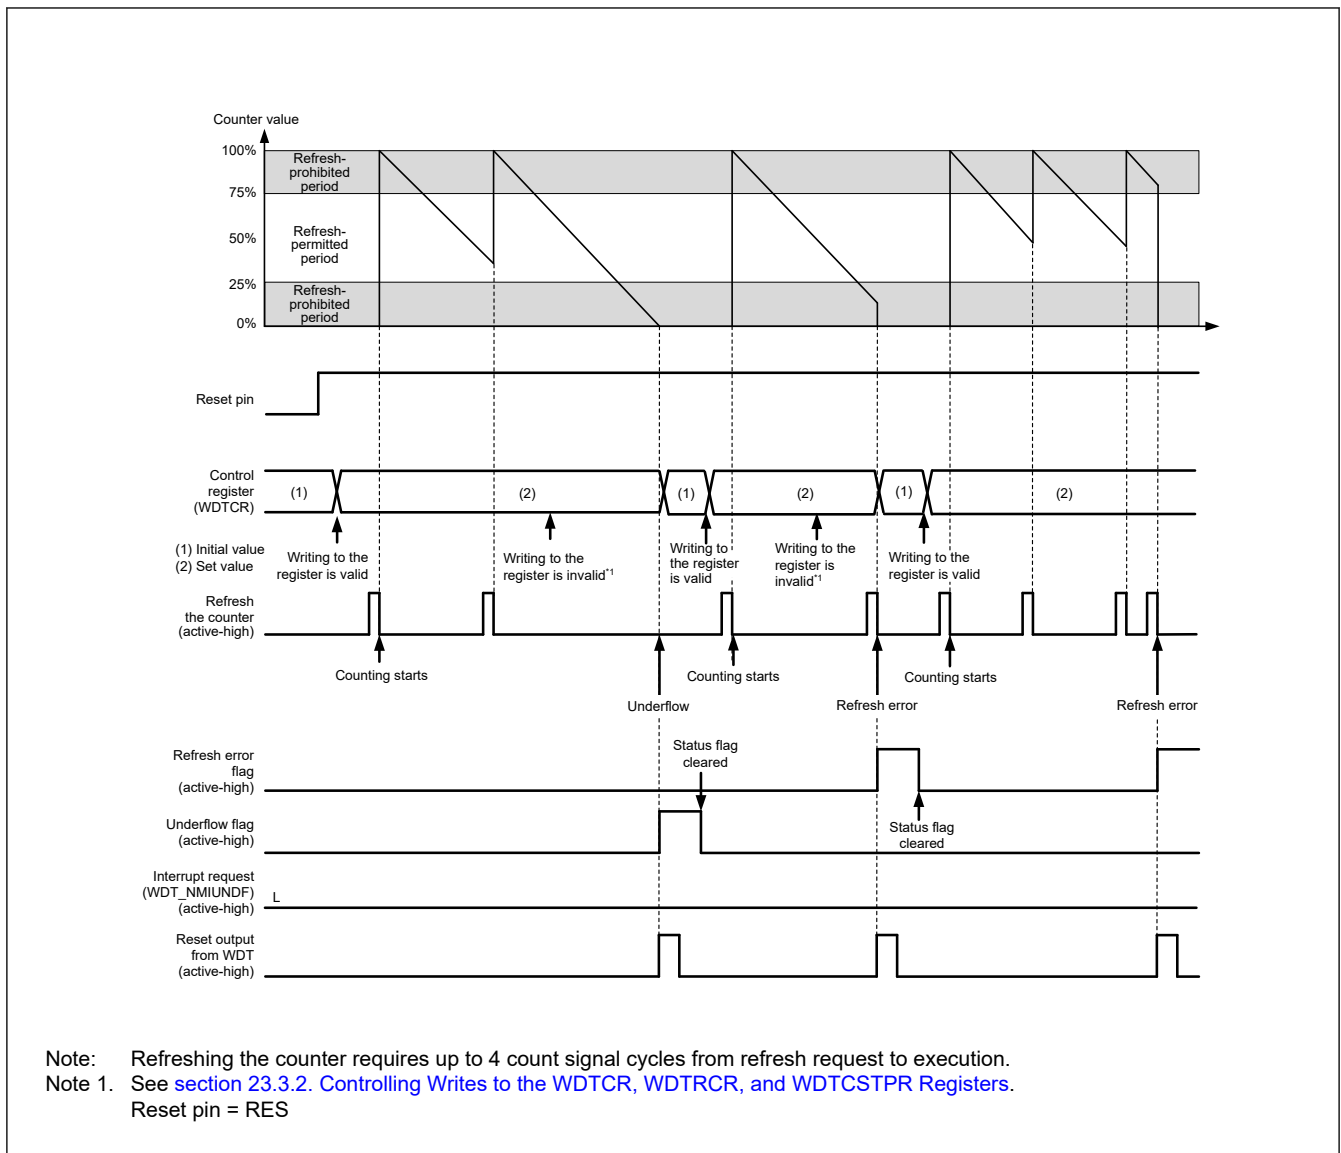 Counter value
100%
Refresh-
prohibited
period
75%
Refresh-
permitted
period
50%
25%
Refresh-
prohibited
period
0%
Reset pin
Control
register
(WDTCR)
(1)
(2)
(1)
(2)
(1)
(2)
(1) Initial value
(2) Set value
Writing to the
register is valid
Writing to the
register is invalid*1
Writing to
the register
is valid
Writing to the
register is
invalid*1
Writing to the
register is valid
Refresh
the counter
(active-high)
Counting starts
Counting starts
Counting starts
Underflow
Refresh error
Refresh error
Refresh error
flag
(active-high)
Status flag
cleared
Underflow flag
(active-high)
Status flag
cleared
Interrupt request
(WDT_NMIUNDF)
(active-high)
L
Reset output
from WDT
(active-high)
Note: Refreshing the counter requires up to 4 count signal cycles from refresh request to execution.
Note 1. See section 23.3.2. Controlling Writes to the WDTCR, WDTRCR, and WDTCSTPR Registers.
Reset pin = RES